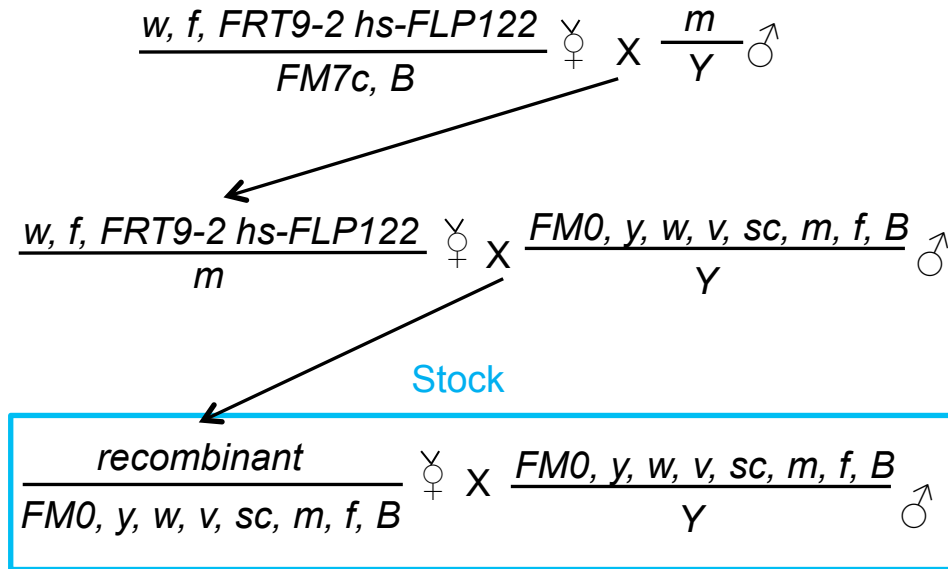 w, f, FRT9-2 hs-FLP122
FM7c, B
X
m
Y
w, f, FRT9-2 hs-FLP122
m
X
FM0, y, w, v, sc, m, f, B
Y
Stock
recombinant
FM0, y, w, v, sc, m, f, B
X
FM0, y, w, v, sc, m, f, B
Y